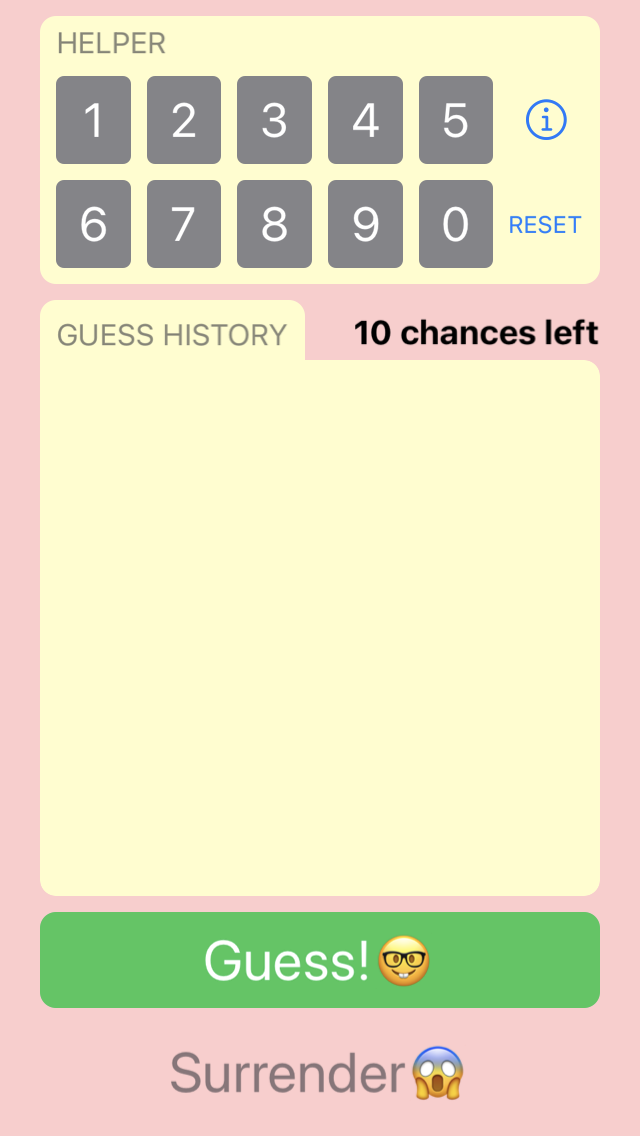 HELPER
1 2 3 4 5
6 7 8 9 0 RESET
GUESS HISTORY
10 chances left
Guess!🤓
Surrender😱